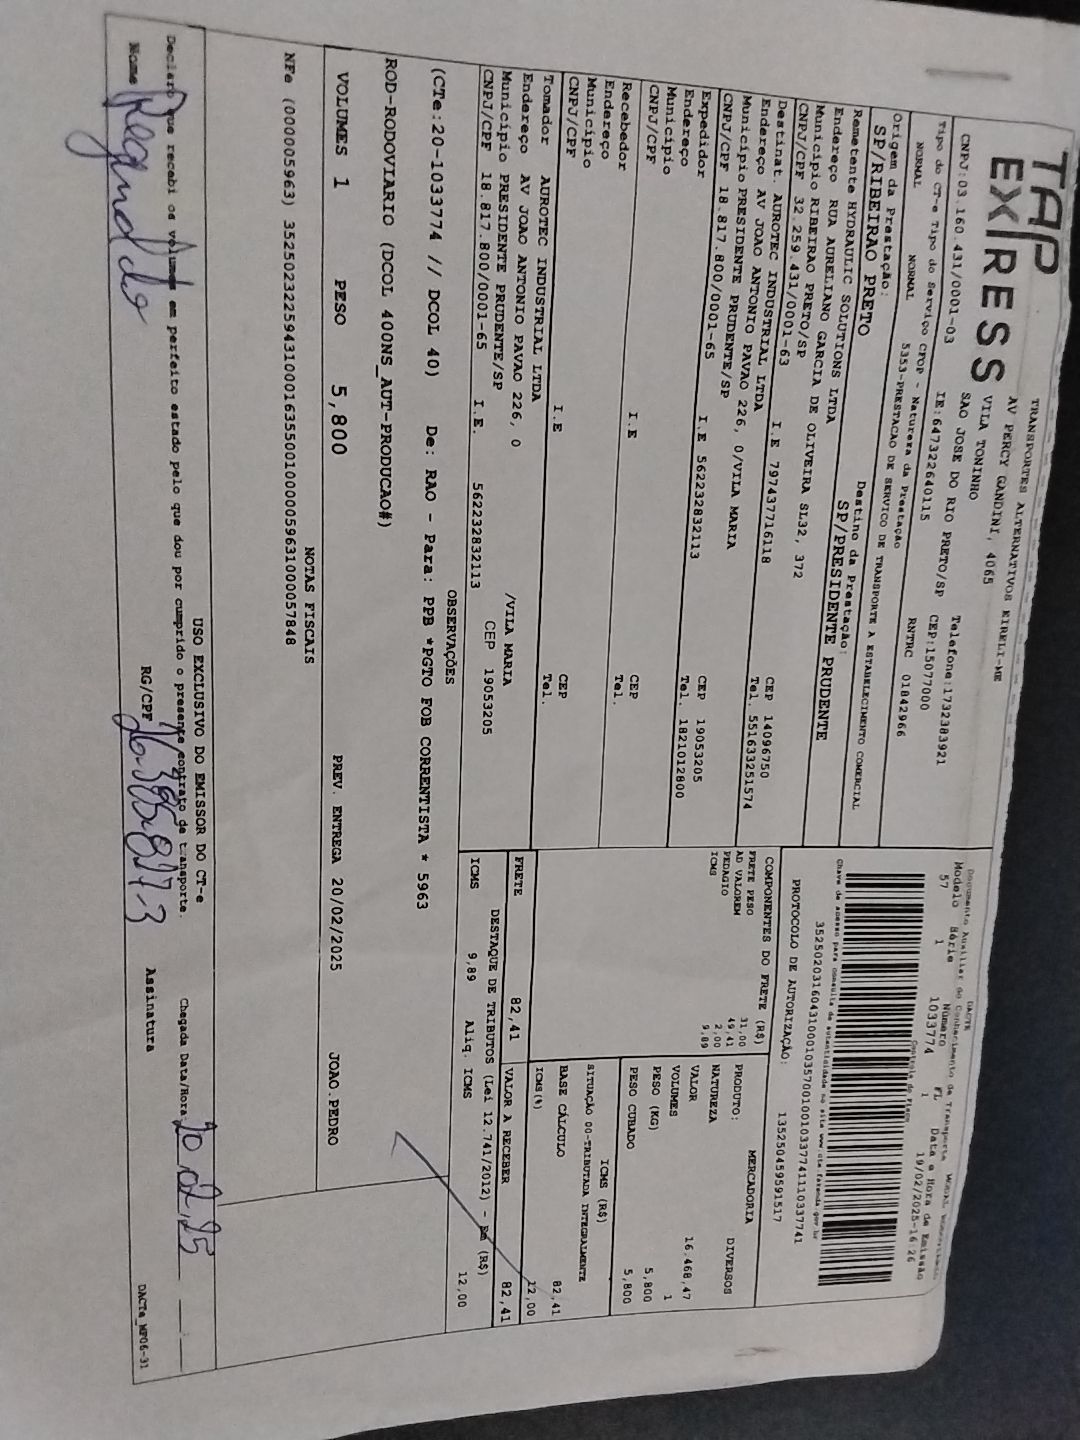 TAP
EXPRESS
TRANSPORTES ALTERNATIVOS EIRELI-ME
AV PERCY GANDINI, 4065
VILA TONINHO
SAO JOSE DO RIO PRETO/SP
Telefone:1732383921
CEP:15077000
CNPJ:03.160.431/0001-03 IE:647322640115 RNTRC 01842966
Tipo do CT-e Tipo do Serviço CFOP - Natureza da Prestação
NORMAL NORMAL 5353-PRESTACAO DE SERVICO DE TRANSPORTE A ESTABELECIMENTO COMERCIAL
Origem da Prestação: Destino da Prestação:
SP/RIBEIRAO PRETO SP/PRESIDENTE PRUDENTE
Remetente HYDRAULIC SOLUTIONS LTDA
Endereço RUA AURELIANO GARCIA DE OLIVEIRA SL32, 372
Município RIBEIRAO PRETO/SP CEP 14096750
CNPJ/CPF 32.259.431/0001-63 I.E 797437716118 Tel. 551633251574
Destinat. AUROTEC INDUSTRIAL LTDA
Endereço AV JOAO ANTONIO PAVAO 226, 0/VILA MARIA
Município PRESIDENTE PRUDENTE/SP CEP 19053205
CNPJ/CPF 18.817.800/0001-65 I.E 562232832113 Tel. 1821012800
Expedidor
Endereço
Município CEP
CNPJ/CPF I.E Tel.
Recebedor
Endereço
Município CEP
CNPJ/CPF I.E Tel.
Tomador AUROTEC INDUSTRIAL LTDA
Endereço AV JOAO ANTONIO PAVAO 226, 0 /VILA MARIA
Município PRESIDENTE PRUDENTE/SP CEP 19053205
CNPJ/CPF 18.817.800/0001-65 I.E. 562232832113
DACTE
Documento Auxiliar do Conhecimento de Transporte
Modelo Série Número FL Data e Hora de Emissão
57 1 1033774 1 19/02/2025-16:26
Controle do Fisco
Chave de acesso para consulta de autenticidade no site www.cte.fazenda.gov.br
PROTOCOLO DE AUTORIZAÇÃO: 135250459591517
COMPONENTES DO FRETE (R$)
FRETE PESO 31,00
AD VALOREM 49,41
PEDAGIO 2,00
ICMS 9,89
FRETE 82,41
MERCADORIA
PRODUTO: DIVERSOS
NATUREZA
VALOR 16.468,47
VOLUMES 1
PESO (KG) 5,800
PESO CUBADO 5,800
ICMS (R$)
SITUAÇÃO 00-TRIBUTADA INTEGRALMENTE
BASE CÁLCULO 82,41
ICMS(%) 12,00
VALOR A RECEBER 82,41
DESTAQUE DE TRIBUTOS (Lei 12.741/2012) - Em (R$)
ICMS 9,89 Aliq. ICMS 12,00
OBSERVAÇÕES
(CTe:20-1033774 // DCOL 40) De: RAO - Para: PPB *PGTO FOB CORRENTISTA * 5963
ROD-RODOVIARIO (DCOL 400NS_AUT-PRODUCAO#)
VOLUMES 1 PESO 5,800 PREV. ENTREGA 20/02/2025 JOAO.PEDRO
NOTAS FISCAIS
NFe (000005963)
USO EXCLUSIVO DO EMISSOR DO CT-e
Declaro que recebi os volumes em perfeito estado pelo que dou por cumprido o presente contrato de transporte. Chegada Data/Hora: 20 02 25
Nome Reginaldo RG/CPF Assinatura
DACTe_MP06-31